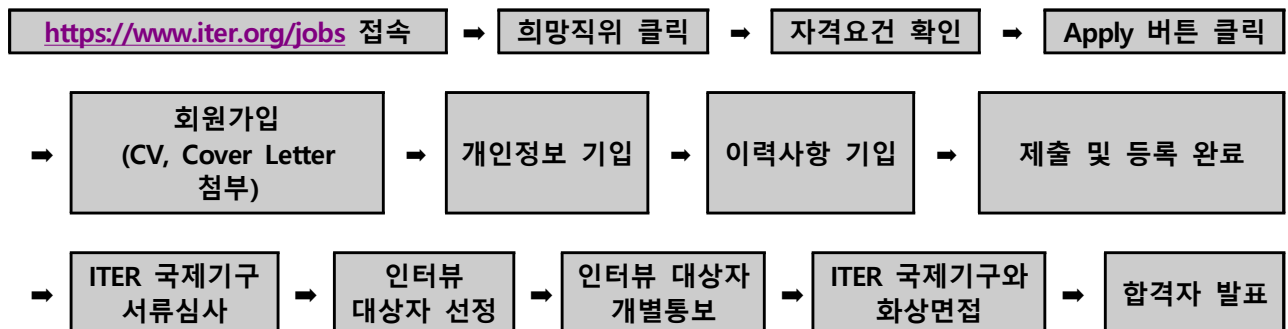 https://www.iter.org/jobs 접속 ➡ 희망직위 클릭 ➡ 자격요건 확인 ➡ Apply 버튼 클릭
➡ 회원가입
(CV, Cover Letter
첨부) ➡ 개인정보 기입 ➡ 이력사항 기입 ➡ 제출 및 등록 완료
➡ ITER 국제기구
서류심사 ➡ 인터뷰
대상자 선정 ➡ 인터뷰 대상자
개별통보 ➡ ITER 국제기구와
화상면접 ➡ 합격자 발표